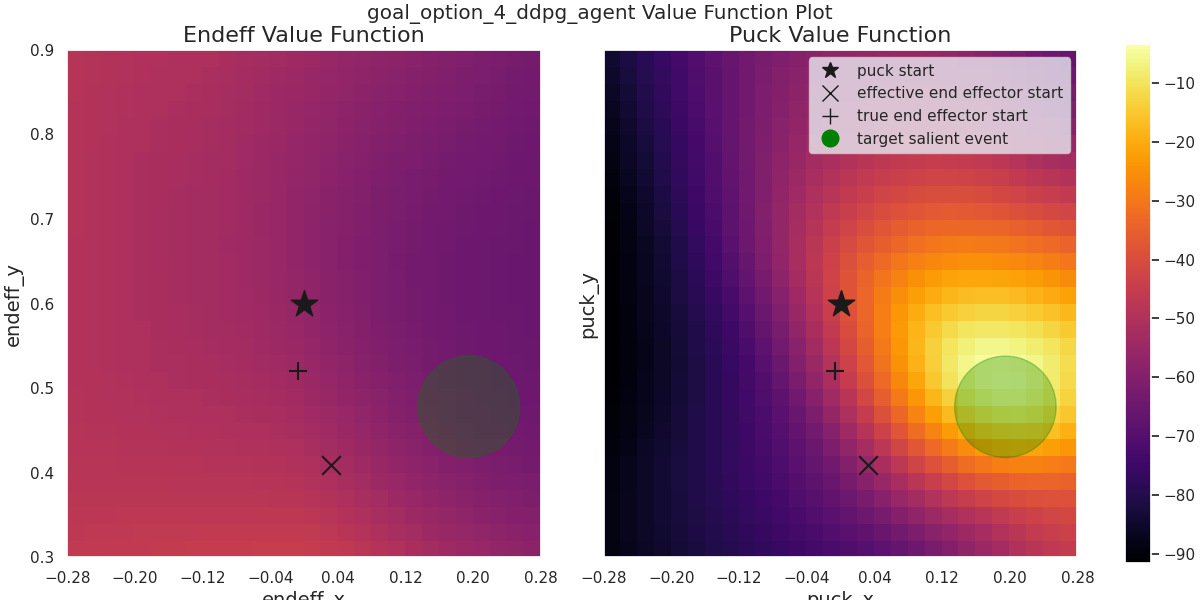 goal_option_4_ddpg_agent Value Function Plot
Endeff Value Function
Puck Value Function
0.9
0.8
0.7
0.6
0.5
0.4
0.3
endeff_y
−0.28 −0.20 −0.12 −0.04 0.04 0.12 0.20 0.28
endeff_x
puck_y
puck start
effective end effector start
true end effector start
target salient event
−0.28 −0.20 −0.12 −0.04 0.04 0.12 0.20 0.28
puck_x
−10
−20
−30
−40
−50
−60
−70
−80
−90